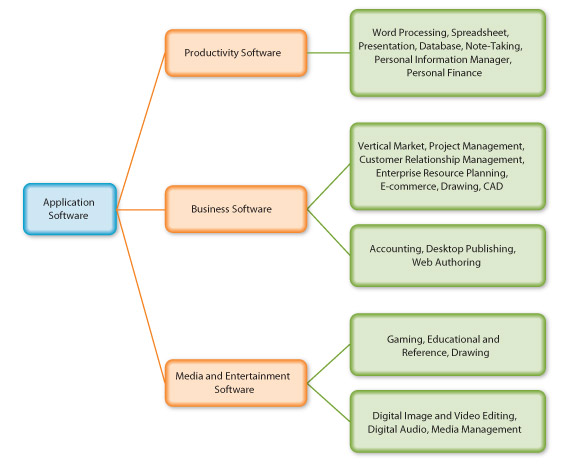 Application
Software
Productivity Software
Word Processing, Spreadsheet,
Presentation, Database, Note-Taking,
Personal Information Manager,
Personal Finance
Business Software
Vertical Market, Project Management,
Customer Relationship Management,
Enterprise Resource Planning,
E-commerce, Drawing, CAD
Accounting, Desktop Publishing,
Web Authoring
Media and Entertainment
Software
Gaming, Educational and
Reference, Drawing
Digital Image and Video Editing,
Digital Audio, Media Management